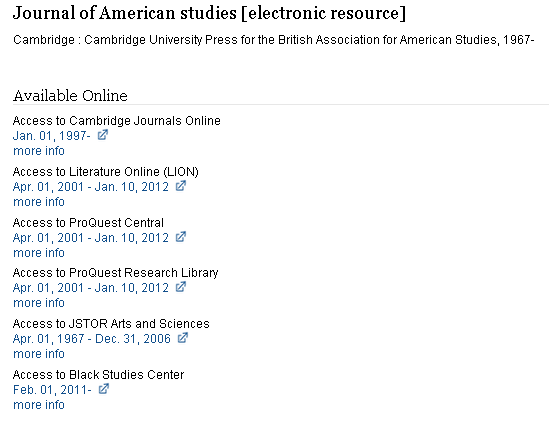 Journal of American studies [electronic resource]
Cambridge : Cambridge University Press for the British Association for American Studies, 1967-
Available Online
Access to Cambridge Journals Online
Jan. 01, 1997-
more info
Access to Literature Online (LION)
Apr. 01, 2001 - Jan. 10, 2012
more info
Access to ProQuest Central
Apr. 01, 2001 - Jan. 10, 2012
more info
Access to ProQuest Research Library
Apr. 01, 2001 - Jan. 10, 2012
more info
Access to JSTOR Arts and Sciences
Apr. 01, 1967 - Dec. 31, 2006
more info
Access to Black Studies Center
Feb. 01, 2011-
more info